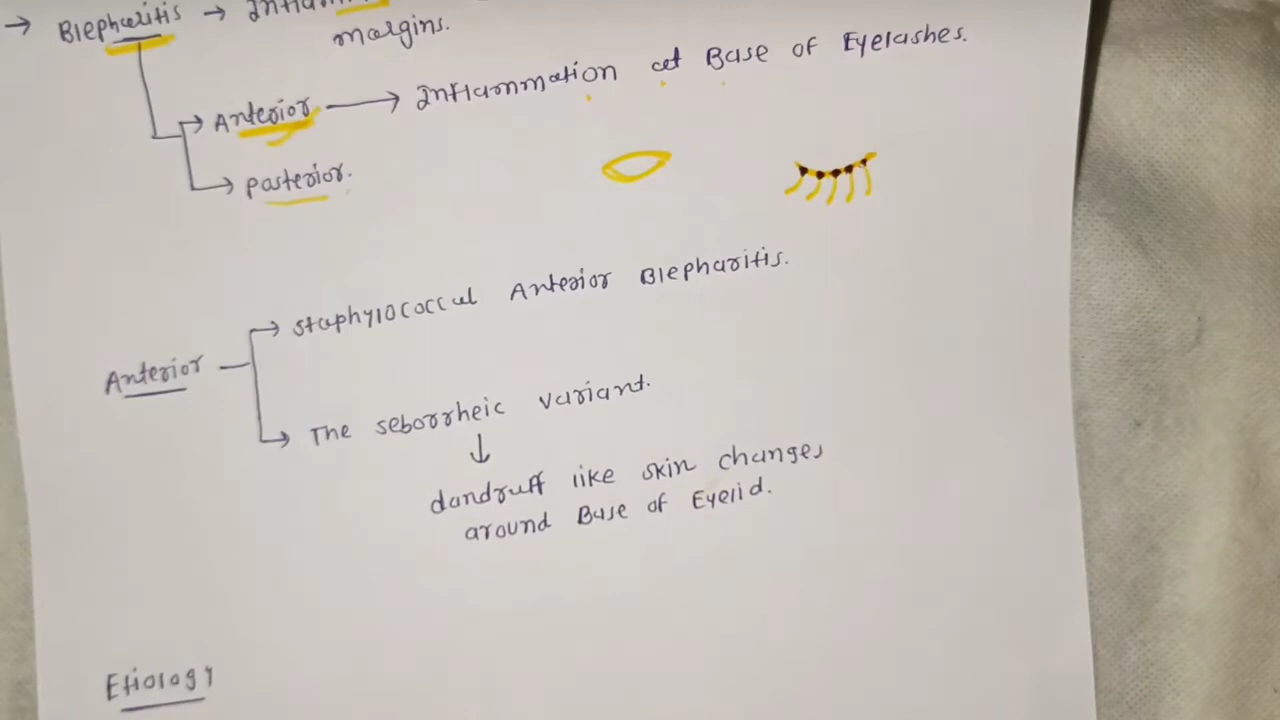 → Blepharitis →
margins.
→ Anterior → Inflammation at Base of Eyelashes.
→ posterior.
→ Staphylococcal Anterior Blepharitis.
Anterior
→ The seborrheic variant.
↓
dandruff like skin changes
around Base of Eyelid.
Etiology